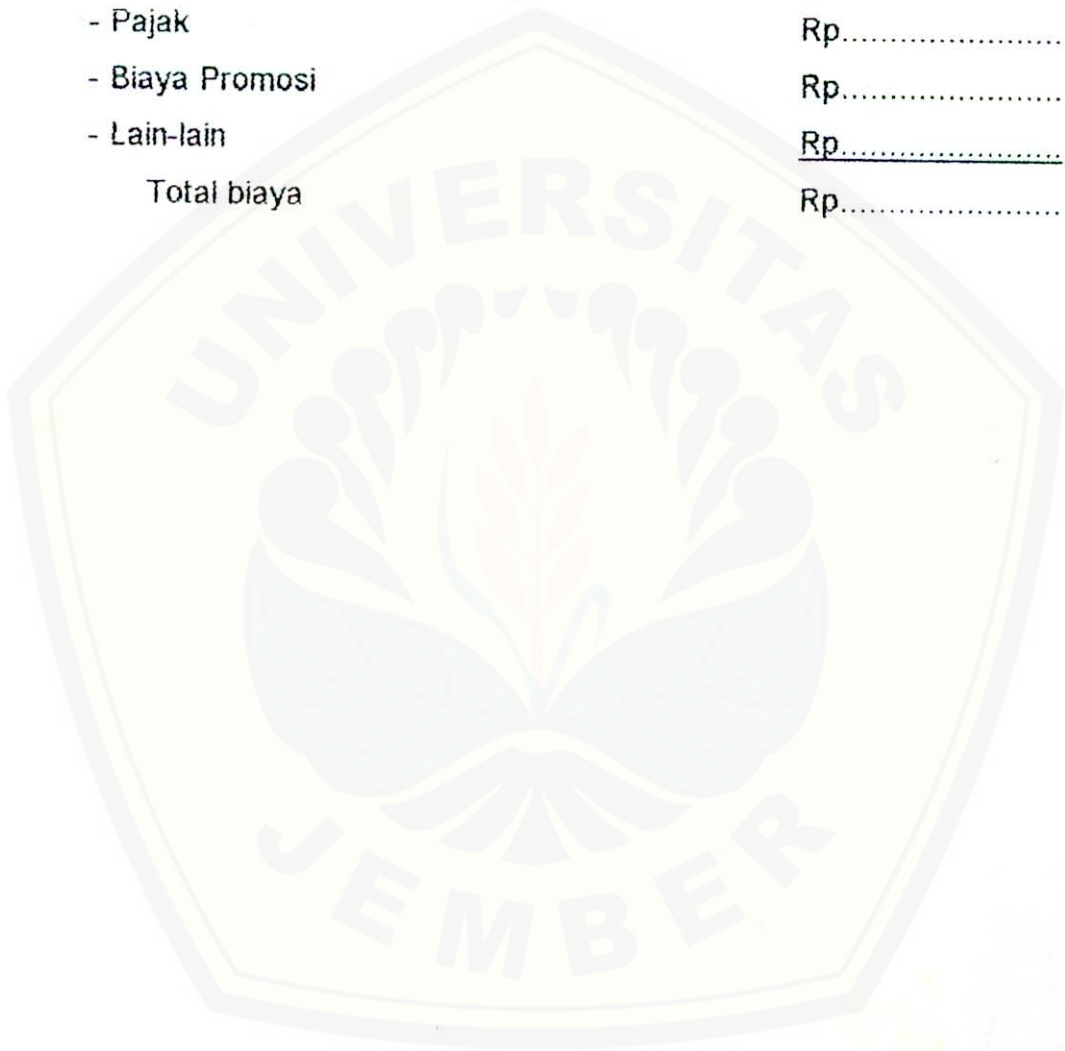 - Pajak Rp......................
- Biaya Promosi Rp......................
- Lain-lain Rp......................
Total biaya Rp......................
UNIVERSITAS
JEMBER